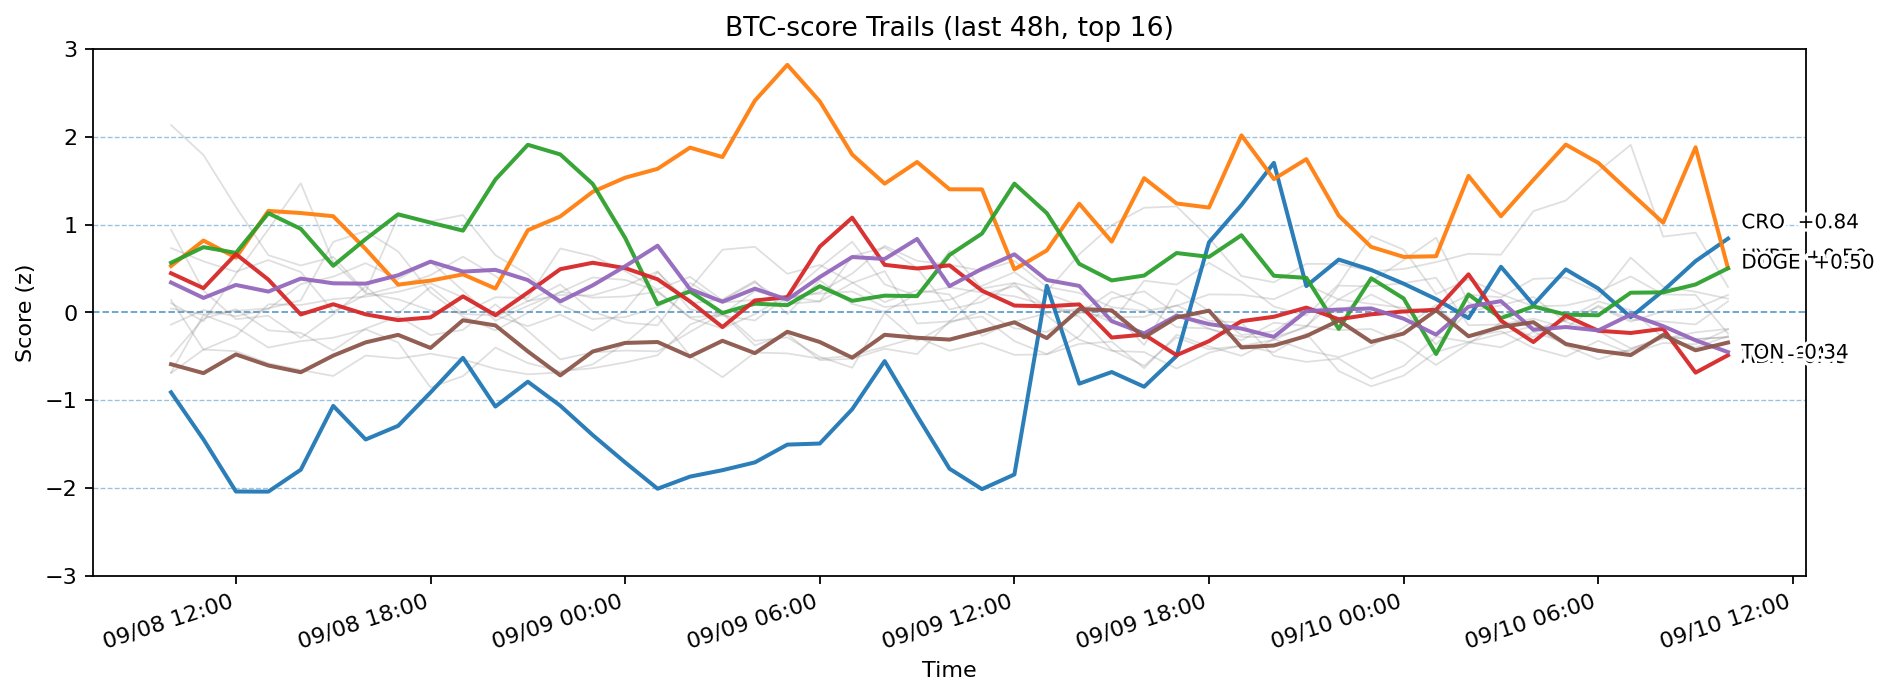 BTC-score Trails (last 48h, top 16)
3
2
1
0
−1
−2
−3
Score (z)
CRO +0.84
DOGE +0.50
TON -0.34
09/08 12:00
09/08 18:00
09/09 00:00
09/09 06:00
09/09 12:00
09/09 18:00
09/10 00:00
09/10 06:00
09/10 12:00
Time